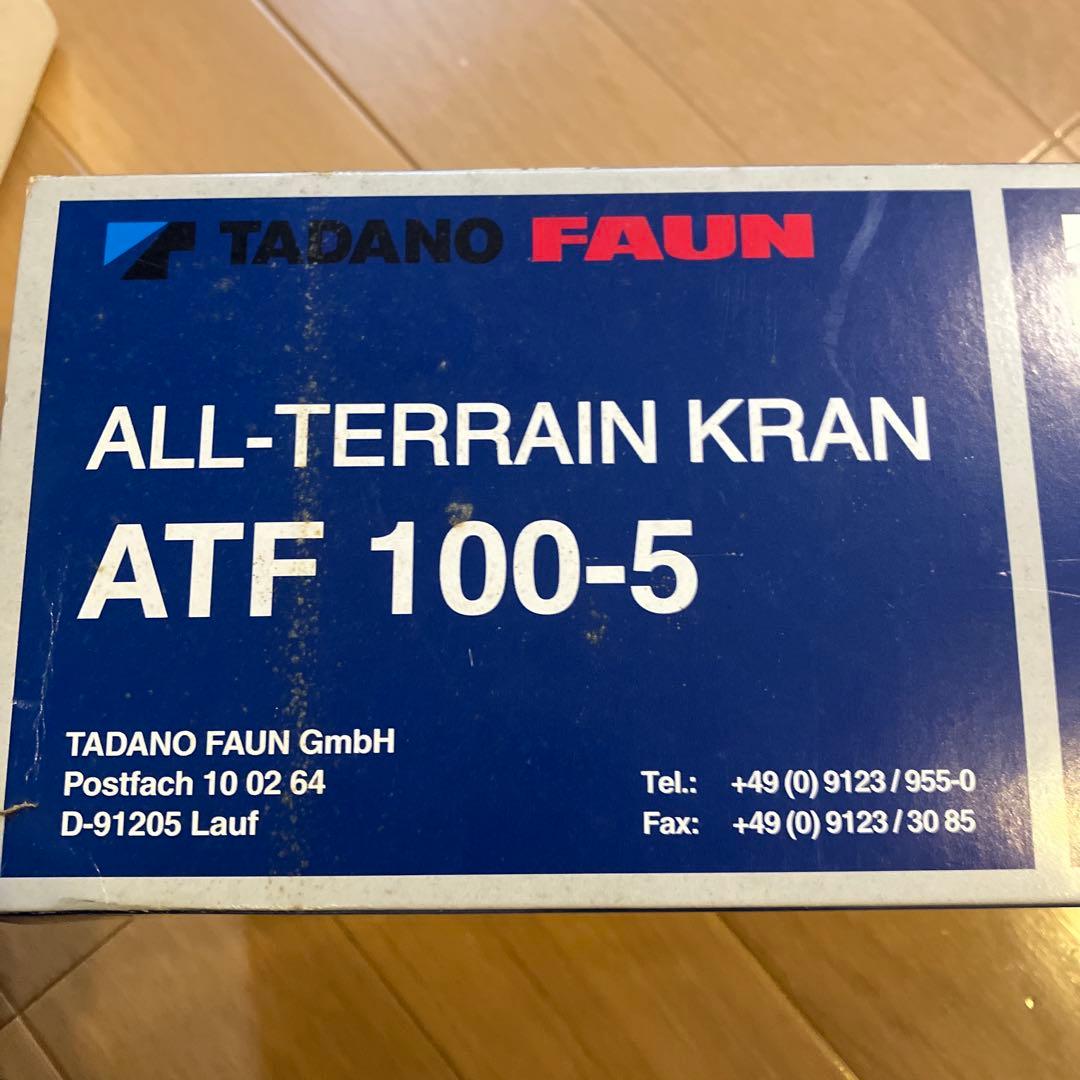 TADANO FAUN
ALL-TERRAIN KRAN
ATF 100-5
TADANO FAUN GmbH
Postfach 10 02 64
D-91205 Lauf
Tel.: +49 (0) 9123 / 955-0
Fax: +49 (0) 9123 / 30 85